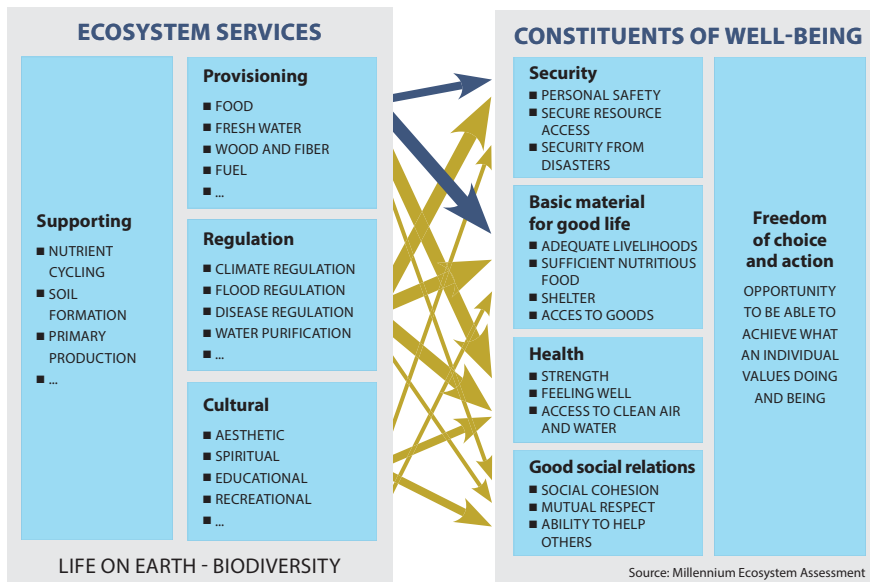 ECOSYSTEM SERVICES
Supporting
■ NUTRIENT
CYCLING
■ SOIL
FORMATION
■ PRIMARY
PRODUCTION
■ ...
Provisioning
■ FOOD
■ FRESH WATER
■ WOOD AND FIBER
■ FUEL
■ ...
Regulation
■ CLIMATE REGULATION
■ FLOOD REGULATION
■ DISEASE REGULATION
■ WATER PURIFICATION
■ ...
Cultural
■ AESTHETIC
■ SPIRITUAL
■ EDUCATIONAL
■ RECREATIONAL
■ ...
LIFE ON EARTH - BIODIVERSITY
CONSTITUENTS OF WELL-BEING
Security
■ PERSONAL SAFETY
■ SECURE RESOURCE
ACCESS
■ SECURITY FROM
DISASTERS
Basic material
for good life
■ ADEQUATE LIVELIHOODS
■ SUFFICIENT NUTRITIOUS
FOOD
■ SHELTER
■ ACCES TO GOODS
Health
■ STRENGTH
■ FEELING WELL
■ ACCESS TO CLEAN AIR
AND WATER
Good social relations
■ SOCIAL COHESION
■ MUTUAL RESPECT
■ ABILITY TO HELP
OTHERS
Freedom
of choice
and action
OPPORTUNITY
TO BE ABLE TO
ACHIEVE WHAT
AN INDIVIDUAL
VALUES DOING
AND BEING
Source: Millennium Ecosystem Assessment